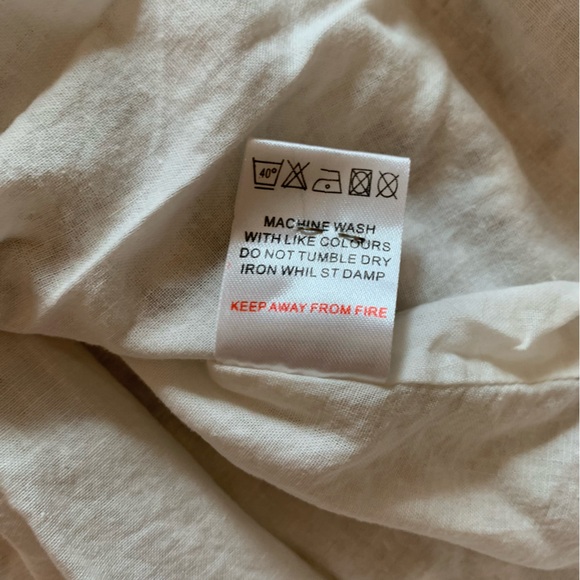 40°
MACHINE WASH
WITH LIKE COLOURS
DO NOT TUMBLE DRY
IRON WHIL ST DAMP
KEEP AWAY FROM FIRE